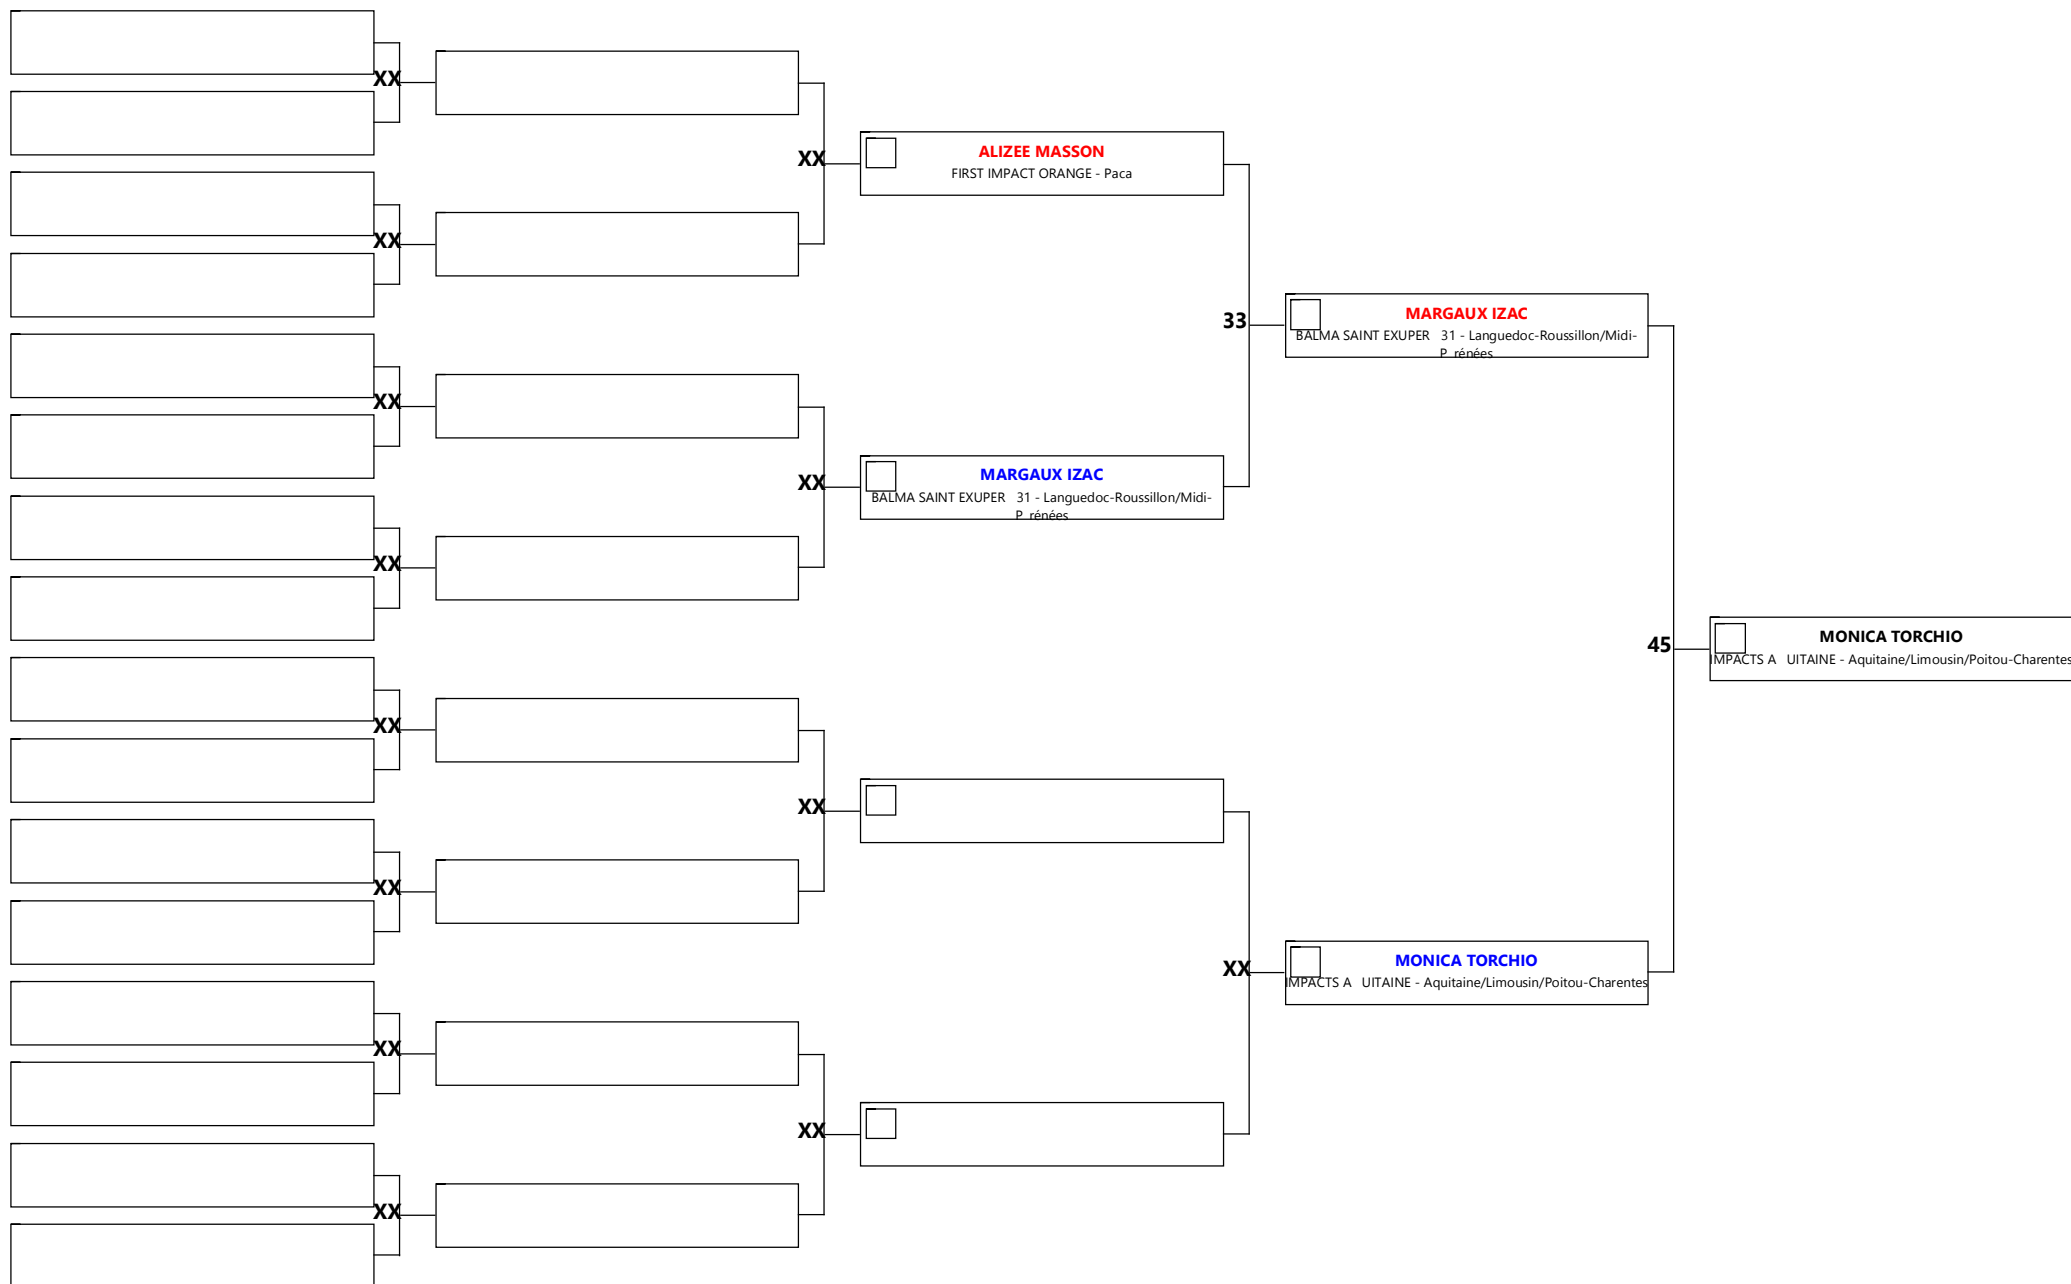 XX
XX
ALIZEE MASSON
FIRST IMPACT ORANGE - Paca
XX
33
MARGAUX IZAC
BALMA SAINT EXUPER 31 - Languedoc-Roussillon/Midi-
P rénées
XX
XX
MARGAUX IZAC
BALMA SAINT EXUPER 31 - Languedoc-Roussillon/Midi-
P rénées
XX
45
MONICA TORCHIO
IMPACTS A UITAINE - Aquitaine/Limousin/Poitou-Charentes
XX
XX
XX
XX
MONICA TORCHIO
IMPACTS A UITAINE - Aquitaine/Limousin/Poitou-Charentes
XX
XX
XX